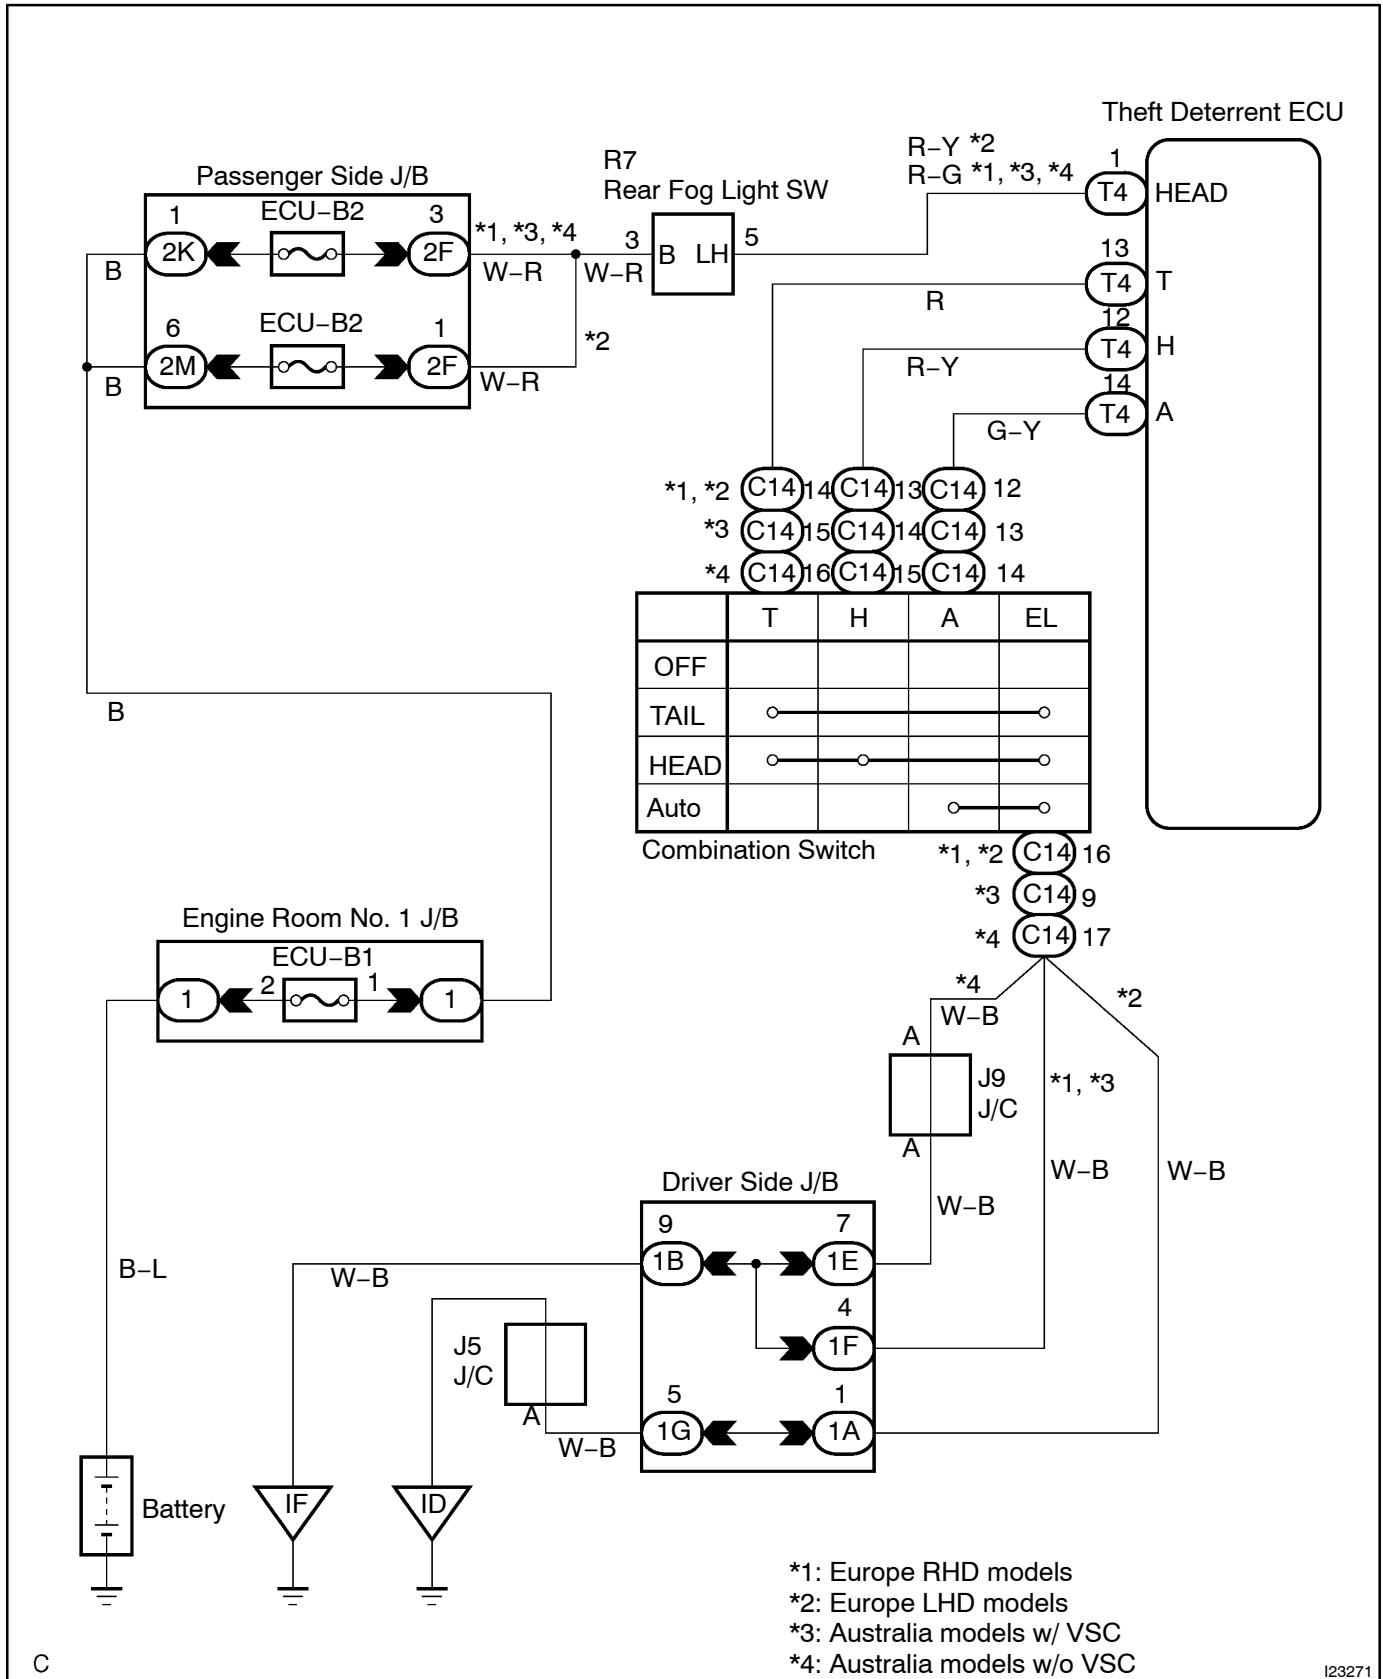 Theft Deterrent ECU
R–Y *2
R–G *1, *3, *4
1
T4
HEAD
R7
Rear Fog Light SW
3
B
LH
5
Passenger Side J/B
1
ECU–B2
3
2K
2F
*1, *3, *4
B
W–R
W–R
6
ECU–B2
1
2M
2F
*2
B
W–R
13
T4
T
R
12
T4
H
R–Y
14
T4
A
G–Y
*1, *2 C14 14 C14 13 C14 12
*3 C14 15 C14 14 C14 13
*4 C14 16 C14 15 C14 14
T H A EL
OFF
TAIL
HEAD
Auto
Combination Switch
B
*1, *2 C14 16
*3 C14 9
*4 C14 17
Engine Room No. 1 J/B
ECU–B1
1 2 1 1
*4
W–B
*2
A
J9
J/C
A
*1, *3
W–B
W–B
W–B
Driver Side J/B
9
7
1B
1E
4
1F
5
1
1G
1A
B–L
W–B
J5
J/C
A
W–B
Battery
IF
ID
*1: Europe RHD models
*2: Europe LHD models
*3: Australia models w/ VSC
*4: Australia models w/o VSC
C
I23271